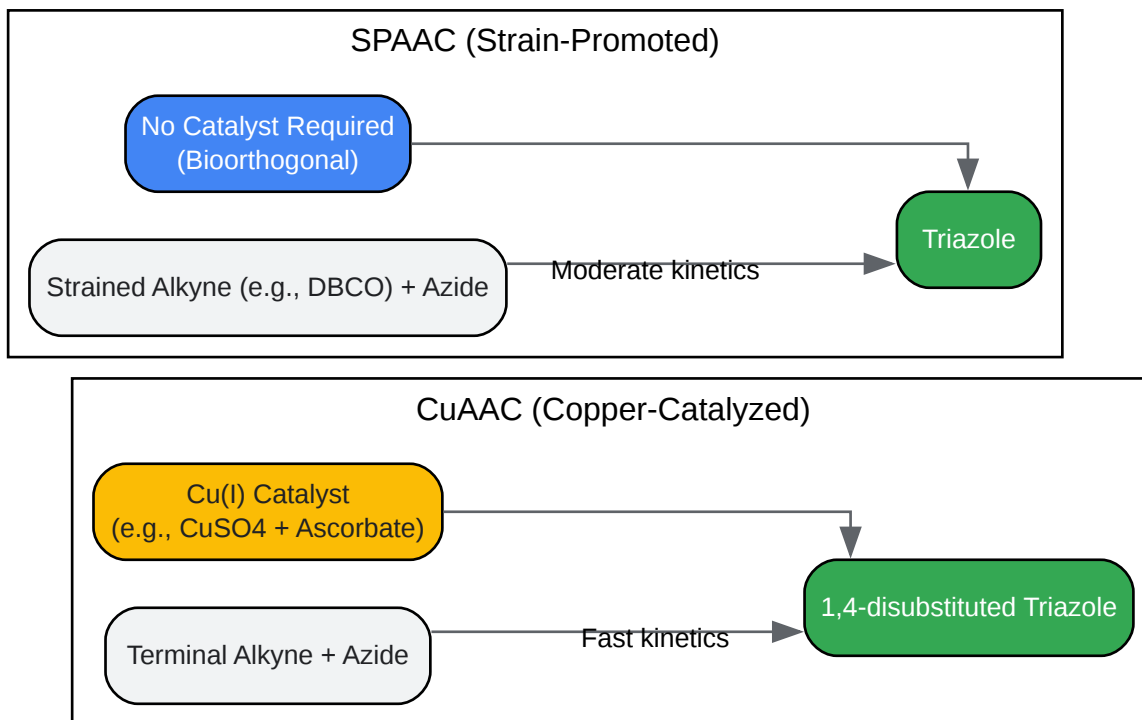 SPAAC (Strain-Promoted)
No Catalyst Required
(Bioorthogonal)
Triazole
Strained Alkyne (e.g., DBCO) + Azide
Moderate kinetics
CuAAC (Copper-Catalyzed)
Cu(I) Catalyst
(e.g., CuSO4 + Ascorbate)
1,4-disubstituted Triazole
Terminal Alkyne + Azide
Fast kinetics